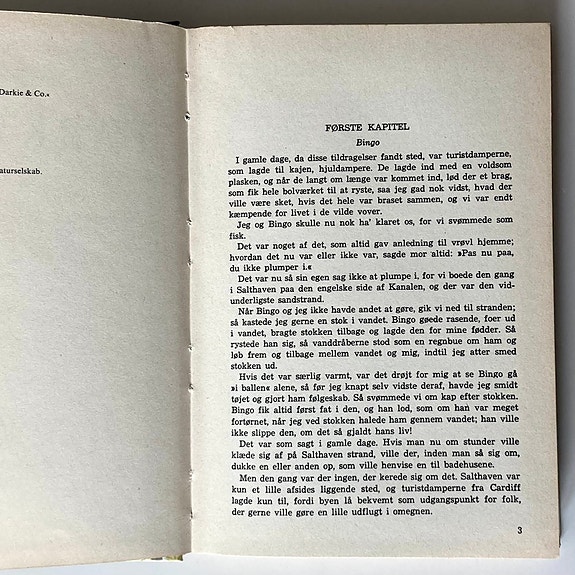 Darkie & Co.«
aturselskab.
FØRSTE KAPITEL
Bingo
I gamle dage, da disse tildragelser fandt sted, var turistdamperne,
som lagde til kajen, hjuldampere. De lagde ind med en voldsom
plasken, og når de langt om længe var kommet ind, lød der et brag,
som fik hele bolværket til at ryste, saa jeg gad nok vidst, hvad der
ville være sket, hvis det hele var braset sammen, og vi var endt
kæmpende for livet i de vilde vover.
Jeg og Bingo skulle nu nok ha' klaret os, for vi svømmede som
fisk.
Det var noget af det, som altid gav anledning til vrøvl hjemme;
hvordan det nu var eller ikke var, sagde mor altid: »Pas nu paa,
du ikke plumper i.«
Det var nu så sin egen sag ikke at plumpe i, for vi boede den gang
i Salthaven paa den engelske side af Kanalen, og der var den vid-
underligste sandstrand.
Når Bingo og jeg ikke havde andet at gøre, gik vi ned til stranden;
så kastede jeg gerne en stok i vandet. Bingo gøede rasende, foer ud
i vandet, bragte stokken tilbage og lagde den for mine fødder. Så
rystede han sig, så vanddråberne stod som en regnbue om ham og
løb frem og tilbage mellem vandet og mig, indtil jeg atter smed
stokken ud.
Hvis det var særlig varmt, var det drøjt for mig at se Bingo gå
»i ballen« alene, så før jeg knapt selv vidste deraf, havde jeg smidt
tøjet og gjort ham følgeskab. Så svømmede vi om kap efter stokken.
Bingo fik altid først fat i den, og han lod, som om han var meget
fortørnet, når jeg ved stokken halede ham gennem vandet; han ville
ikke slippe den, om det så gjaldt hans liv!
Det var som sagt i gamle dage. Hvis man nu om stunder ville
klæde sig af på Salthaven strand, ville der, inden man så sig om,
dukke en eller anden op, som ville henvise en til badehusene.
Men den gang var der ingen, der kerede sig om det. Salthaven var
kun et lille afsides liggende sted, og turistdamperne fra Cardiff
lagde kun til, fordi byen lå bekvemt som udgangspunkt for folk,
der gerne ville gøre en lille udflugt i omegnen.
3